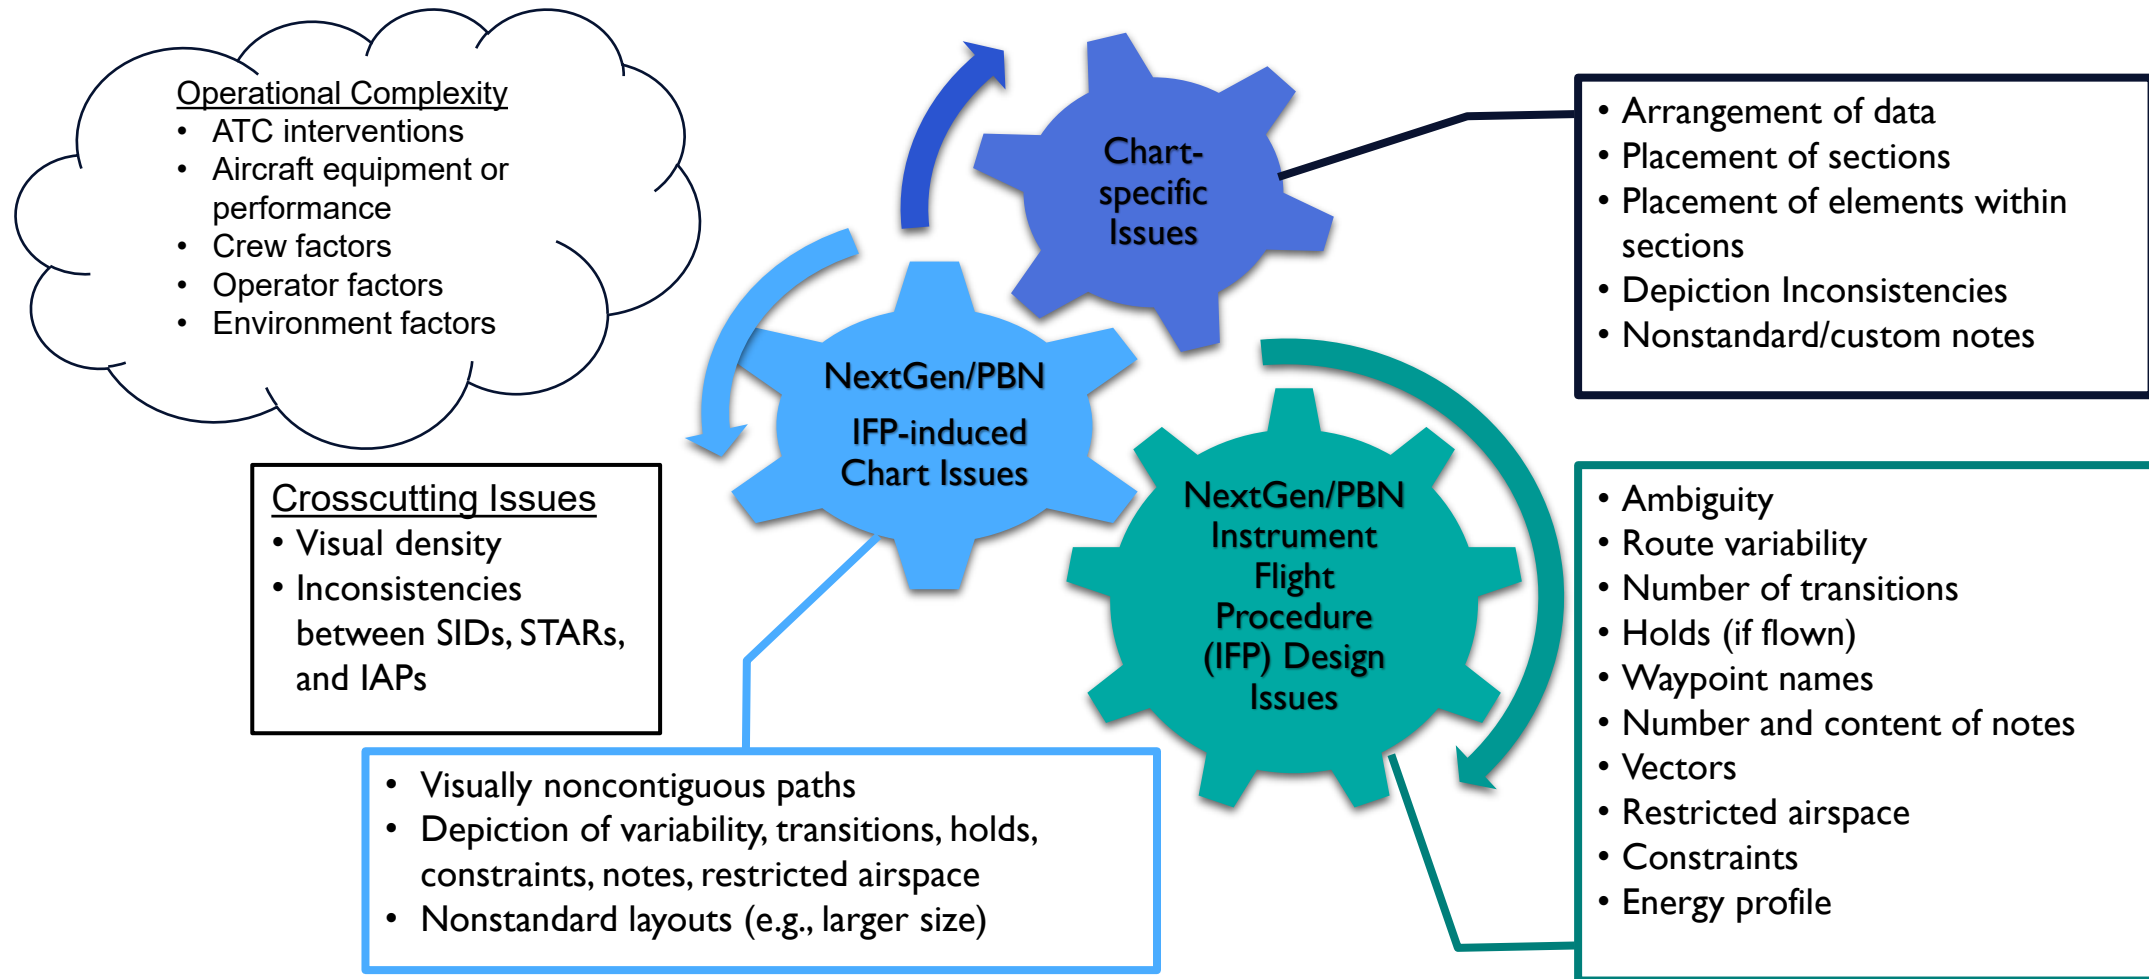 Operational Complexity
• ATC interventions
• Aircraft equipment or
performance
• Crew factors
• Operator factors
• Environment factors
Chart-
specific
Issues
• Arrangement of data
• Placement of sections
• Placement of elements within
sections
• Depiction Inconsistencies
• Nonstandard/custom notes
NextGen/PBN
IFP-induced
Chart Issues
Crosscutting Issues
• Visual density
• Inconsistencies
between SIDs, STARs,
and IAPs
NextGen/PBN
Instrument
Flight
Procedure
(IFP) Design
Issues
• Ambiguity
• Route variability
• Number of transitions
• Holds (if flown)
• Waypoint names
• Number and content of notes
• Vectors
• Restricted airspace
• Constraints
• Energy profile
• Visually noncontiguous paths
• Depiction of variability, transitions, holds,
constraints, notes, restricted airspace
• Nonstandard layouts (e.g., larger size)